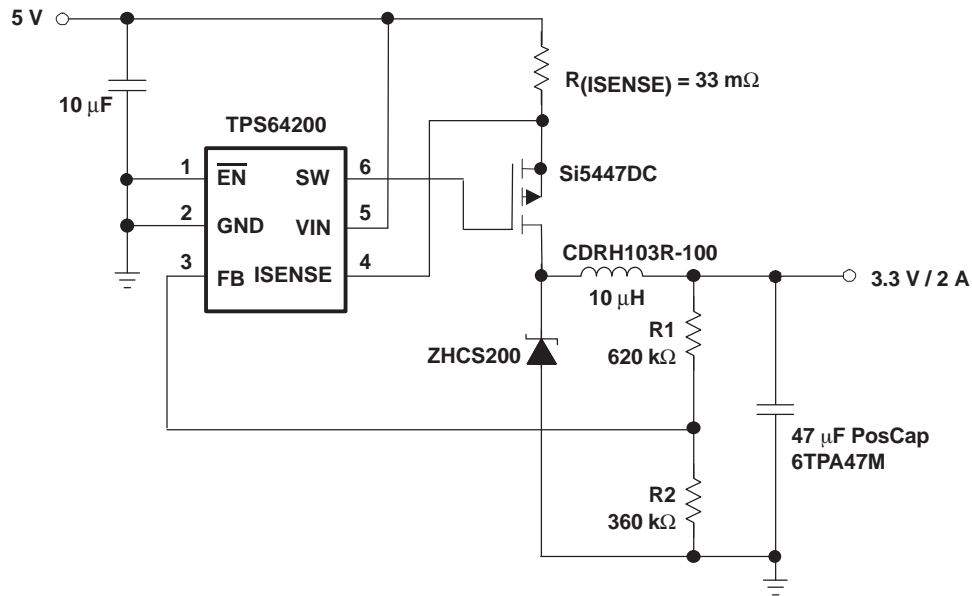 5 V
R(ISENSE) = 33 mΩ
10 μF
TPS64200
1
EN
SW
6
Si5447DC
2
GND
VIN
5
3
FB
ISENSE
4
CDRH103R-100
10 μH
3.3 V / 2 A
R1
620 kΩ
ZHCS200
47 μF PosCap
6TPA47M
R2
360 kΩ